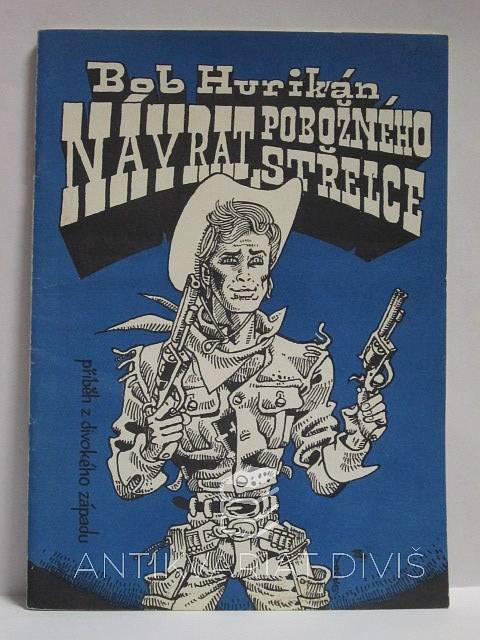 Bob Hurikán
NÁVRAT POBOŽNÉHO
STŘELCE
příběh z divokého západu
ANTIKVARIÁT DIVIŠ